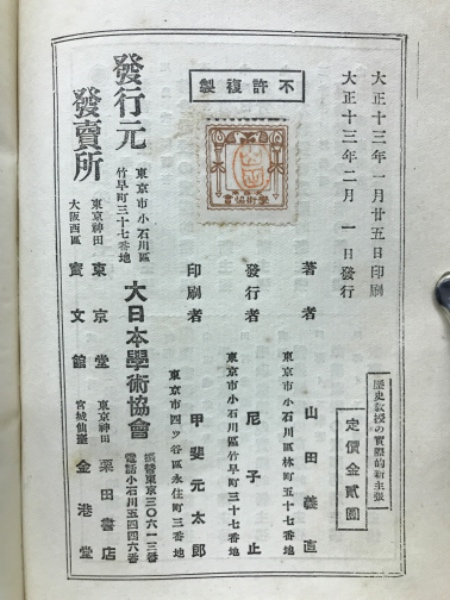 大正十三年一月廿五日印刷
大正十三年二月一日發行
歷史教授の實際的新主張
定價金貳圓
不許複製
學術協會
著者
東京市小石川區林町五十七番地
山田義直
發行者
東京市小石川區竹早町三十七番地
尼子止
印刷者
東京市四ッ谷區永住町三番地
甲斐元太郎
發行元
東京市小石川區
竹早町三十七番地
大日本學術協會
振替東京三〇六一三番
電話小石川五四四六番
發賣所
東京神田 東京堂
東京神田 栗田書店
大阪西區 寶文館
宮城仙臺 金港堂